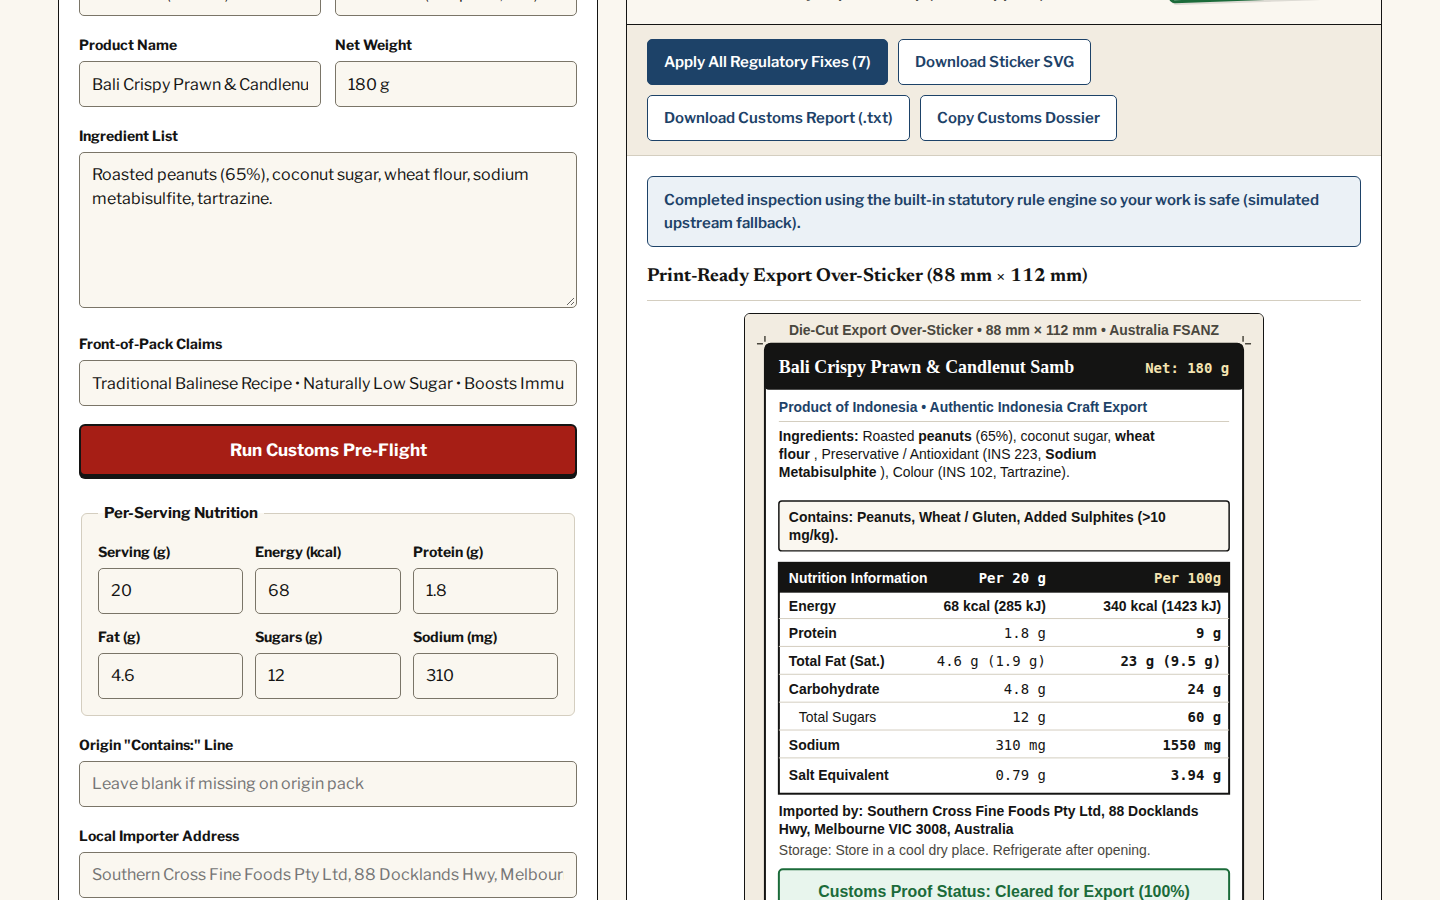 Product Name
Net Weight
Bali Crispy Prawn & Candlenu
180 g
Ingredient List
Roasted peanuts (65%), coconut sugar, wheat flour, sodium
metabisulfite, tartrazine.
Front-of-Pack Claims
Traditional Balinese Recipe • Naturally Low Sugar • Boosts Immu
Run Customs Pre-Flight
Per-Serving Nutrition
Serving (g)
Energy (kcal)
Protein (g)
20
68
1.8
Fat (g)
Sugars (g)
Sodium (mg)
4.6
12
310
Origin "Contains:" Line
Leave blank if missing on origin pack
Local Importer Address
Southern Cross Fine Foods Pty Ltd, 88 Docklands Hwy, Melbour
Apply All Regulatory Fixes (7)
Download Sticker SVG
Download Customs Report (.txt)
Copy Customs Dossier
Completed inspection using the built-in statutory rule engine so your work is safe (simulated
upstream fallback).
Print-Ready Export Over-Sticker (88 mm × 112 mm)
Die-Cut Export Over-Sticker • 88 mm × 112 mm • Australia FSANZ
Bali Crispy Prawn & Candlenut Samb
Net: 180 g
Product of Indonesia • Authentic Indonesia Craft Export
Ingredients: Roasted peanuts (65%), coconut sugar, wheat
flour , Preservative / Antioxidant (INS 223, Sodium
Metabisulphite ), Colour (INS 102, Tartrazine).
Contains: Peanuts, Wheat / Gluten, Added Sulphites (>10
mg/kg).
Nutrition Information Per 20 g Per 100g
Energy 68 kcal (285 kJ) 340 kcal (1423 kJ)
Protein 1.8 g 9 g
Total Fat (Sat.) 4.6 g (1.9 g) 23 g (9.5 g)
Carbohydrate 4.8 g 24 g
Total Sugars 12 g 60 g
Sodium 310 mg 1550 mg
Salt Equivalent 0.79 g 3.94 g
Imported by: Southern Cross Fine Foods Pty Ltd, 88 Docklands
Hwy, Melbourne VIC 3008, Australia
Storage: Store in a cool dry place. Refrigerate after opening.
Customs Proof Status: Cleared for Export (100%)